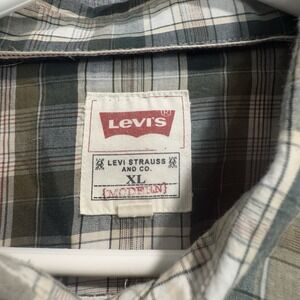 Levi's
®
LEVI STRAUSS
AND CO.
XL
[MODERN]